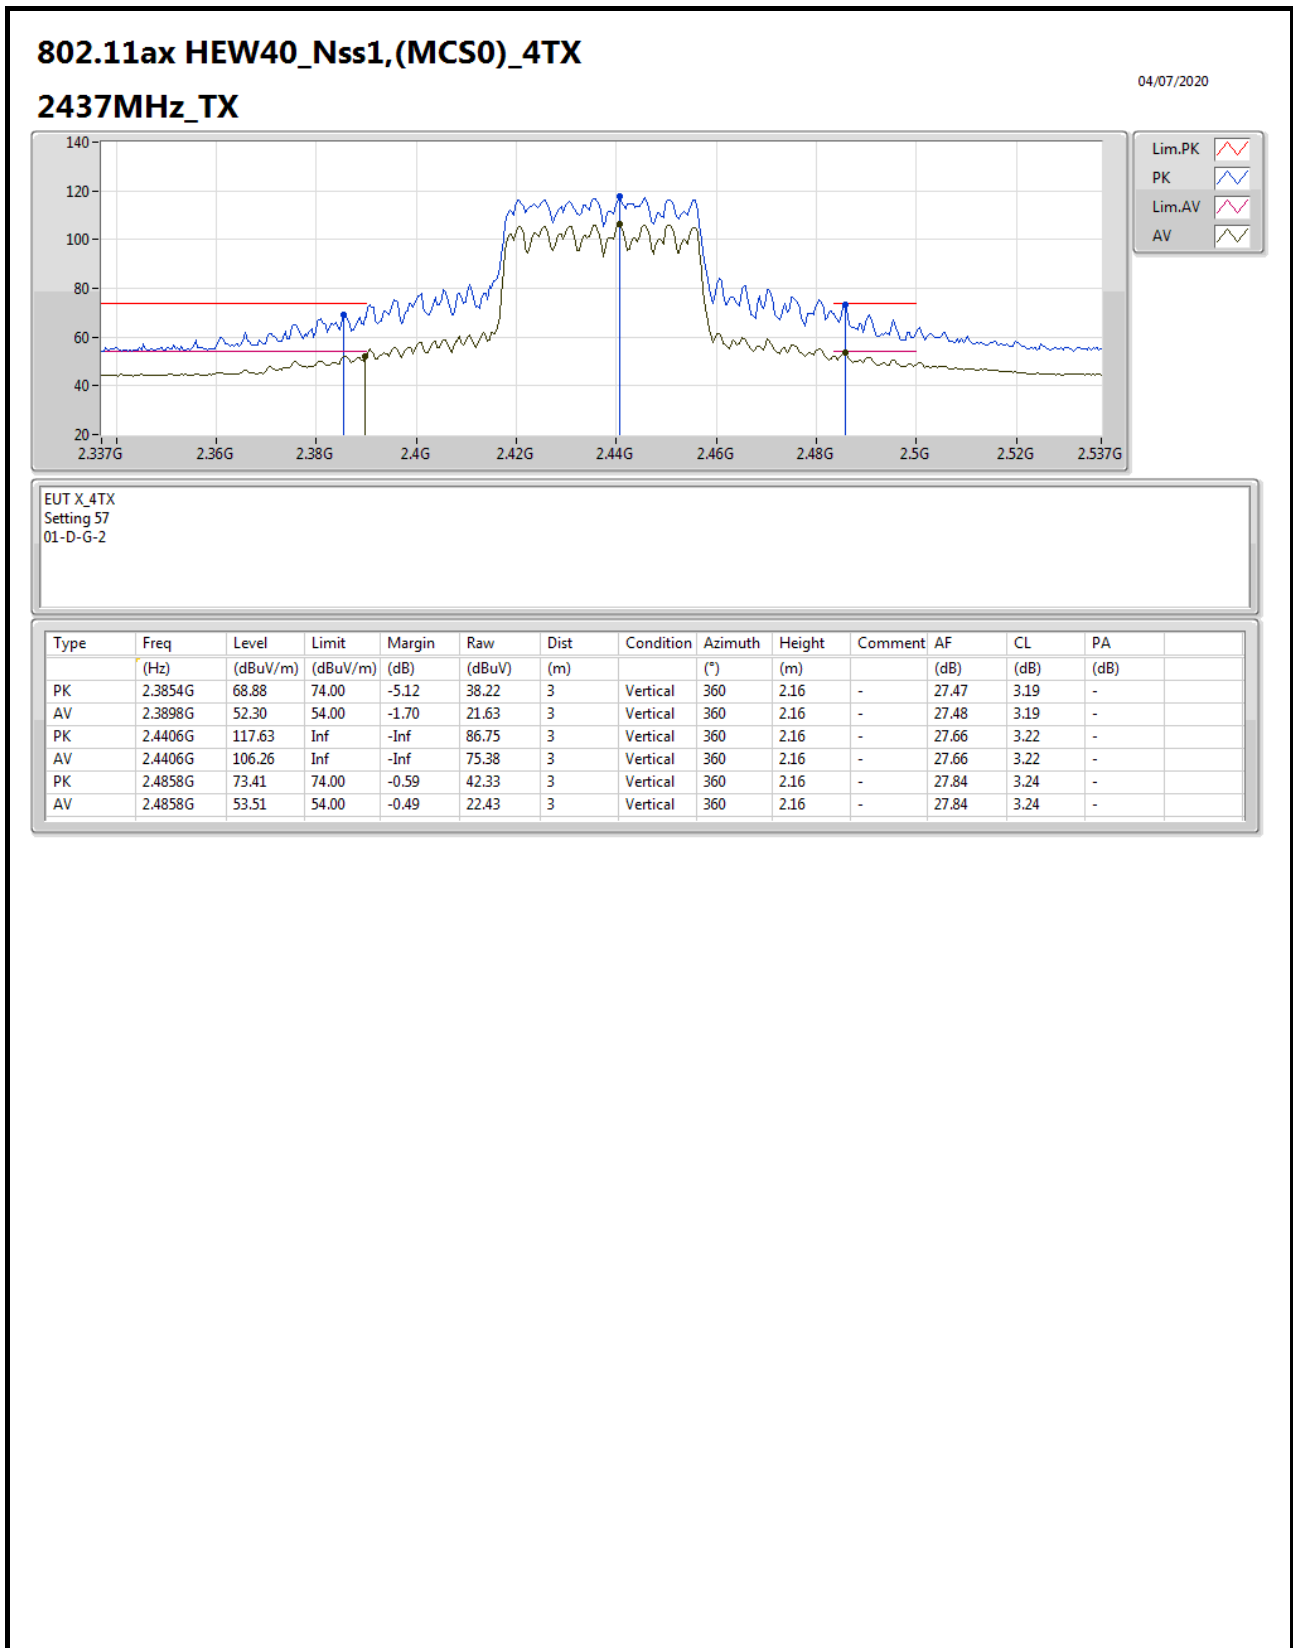 802.11ax HEW40_Nss1,(MCS0)_4TX
04/07/2020
2437MHz_TX
140
120
100
80
60
40
20
2.337G 2.36G 2.38G 2.4G 2.42G 2.44G 2.46G 2.48G 2.5G 2.52G 2.537G
Lim.PK
PK
Lim.AV
AV
EUT X_4TX
Setting 57
01-D-G-2
Type Freq Level Limit Margin Raw Dist Condition Azimuth Height Comment AF CL PA
(Hz) (dBuV/m) (dBuV/m) (dB) (dBuV) (m) (°) (m) (dB) (dB) (dB)
PK 2.3854G 68.88 74.00 -5.12 38.22 3 Vertical 360 2.16 - 27.47 3.19 -
AV 2.3898G 52.30 54.00 -1.70 21.63 3 Vertical 360 2.16 - 27.48 3.19 -
PK 2.4406G 117.63 Inf -Inf 86.75 3 Vertical 360 2.16 - 27.66 3.22 -
AV 2.4406G 106.26 Inf -Inf 75.38 3 Vertical 360 2.16 - 27.66 3.22 -
PK 2.4858G 73.41 74.00 -0.59 42.33 3 Vertical 360 2.16 - 27.84 3.24 -
AV 2.4858G 53.51 54.00 -0.49 22.43 3 Vertical 360 2.16 - 27.84 3.24 -